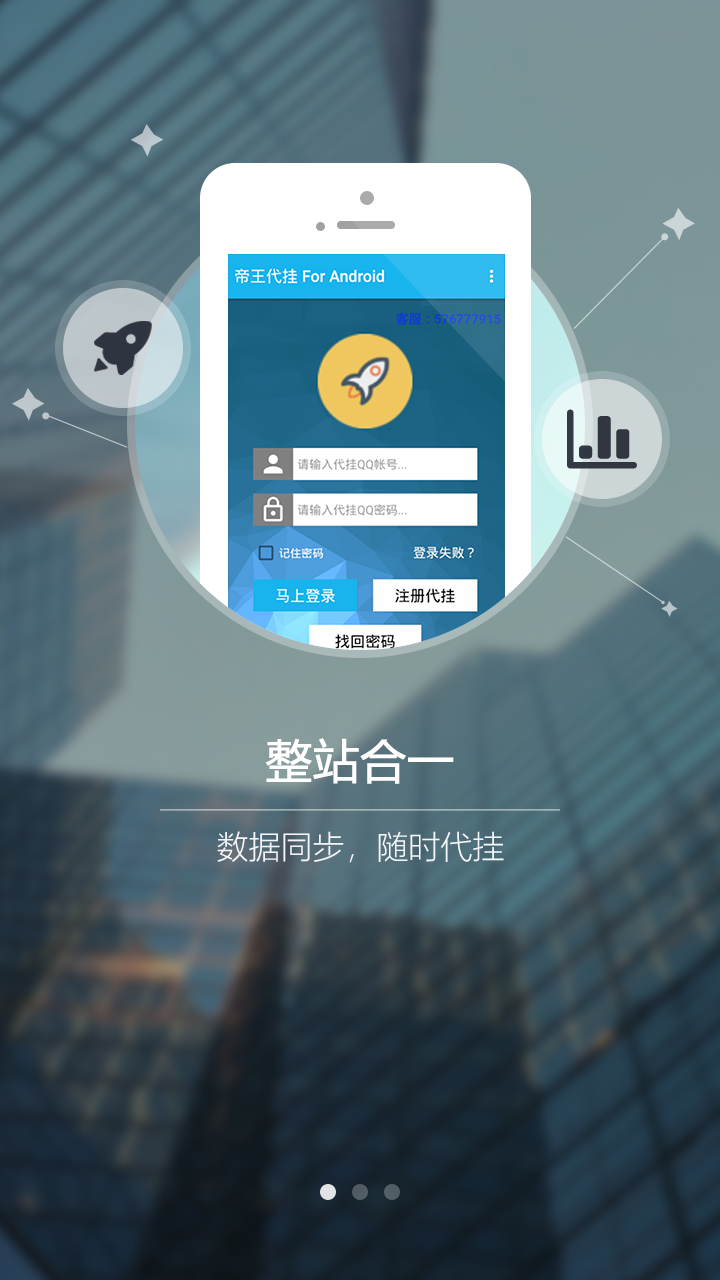 帝王代挂 For Android
客服：576777915
请输入代挂QQ帐号...
请输入代挂QQ密码...
记住密码 登录失败？
马上登录 注册代挂
找回密码
整站合一
数据同步，随时代挂